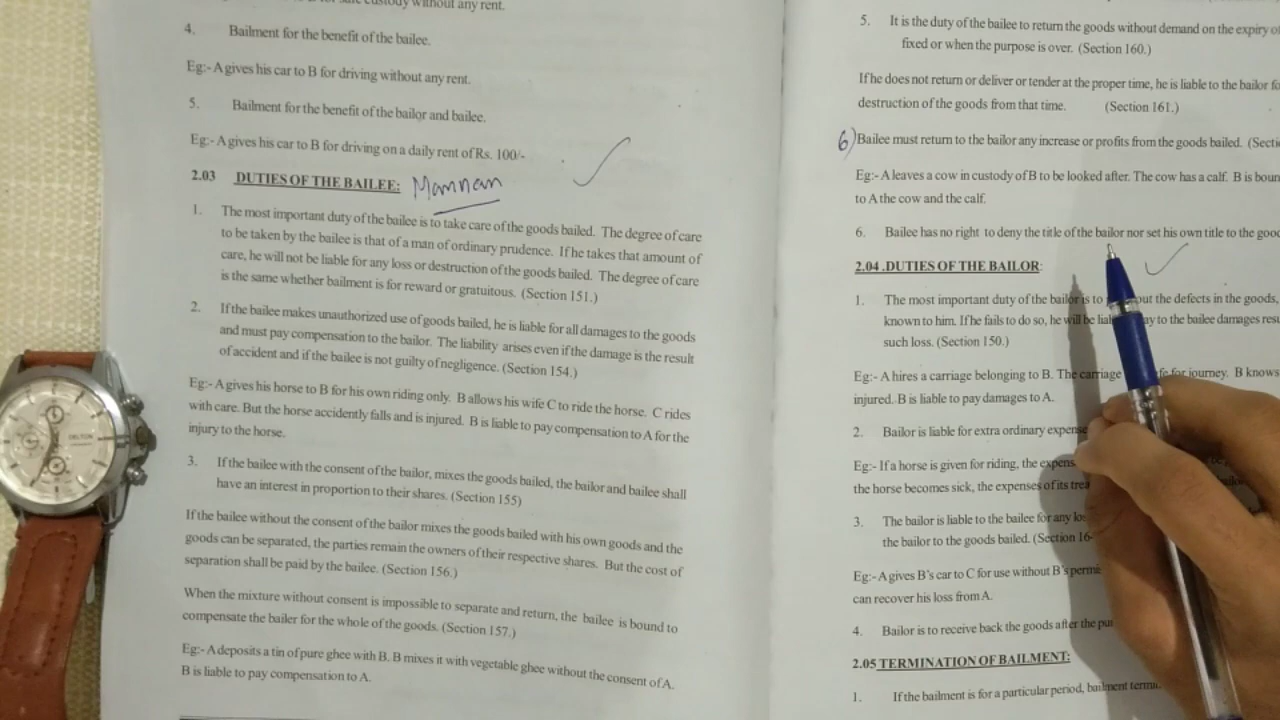 custody without any rent.
4. Bailment for the benefit of the bailee.
Eg:- A gives his car to B for driving without any rent.
5. Bailment for the benefit of the bailor and bailee.
Eg:- A gives his car to B for driving on a daily rent of Rs. 100/-
2.03 DUTIES OF THE BAILEE: Mannan
1. The most important duty of the bailee is to take care of the goods bailed. The degree of care
to be taken by the bailee is that of a man of ordinary prudence. If he takes that amount of
care, he will not be liable for any loss or destruction of the goods bailed. The degree of care
is the same whether bailment is for reward or gratuitous. (Section 151.)
2. If the bailee makes unauthorized use of goods bailed, he is liable for all damages to the goods
and must pay compensation to the bailor. The liability arises even if the damage is the result
of accident and if the bailee is not guilty of negligence. (Section 154.)
Eg:- A gives his horse to B for his own riding only. B allows his wife C to ride the horse. C rides
with care. But the horse accidently falls and is injured. B is liable to pay compensation to A for the
injury to the horse.
3. If the bailee with the consent of the bailor, mixes the goods bailed, the bailor and bailee shall
have an interest in proportion to their shares. (Section 155)
If the bailee without the consent of the bailor mixes the goods bailed with his own goods and the
goods can be separated, the parties remain the owners of their respective shares. But the cost of
separation shall be paid by the bailee. (Section 156.)
When the mixture without consent is impossible to separate and return, the bailee is bound to
compensate the bailer for the whole of the goods. (Section 157.)
Eg:- A deposits a tin of pure ghee with B. B mixes it with vegetable ghee without the consent of A.
B is liable to pay compensation to A.
5. It is the duty of the bailee to return the goods without demand on the expiry of
fixed or when the purpose is over. (Section 160.)
If he does not return or deliver or tender at the proper time, he is liable to the bailor
destruction of the goods from that time. (Section 161.)
6) Bailee must return to the bailor any increase or profits from the goods bailed.
Eg:- A leaves a cow in custody of B to be looked after. The cow has a calf. B is
to A the cow and the calf.
6. Bailee has no right to deny the title of the bailor nor set his own title to the
2.04 .DUTIES OF THE BAILOR:
1. The most important duty of the bailor is to out the defects in the goods,
known to him. If he fails to do so, he will be to the bailee damages
such loss. (Section 150.)
Eg:- A hires a carriage belonging to B. The carriage for journey. B knows
injured. B is liable to pay damages to A.
2. Bailor is liable for extra ordinary
Eg:- If a horse is given for riding, the
the horse becomes sick, the expenses of its
3. The bailor is liable to the bailee for any
the bailor to the goods bailed. (Section
Eg:- A gives B's car to C for use without B's
can recover his loss from A.
4. Bailor is to receive back the goods after the
2.05 TERMINATION OF BAILMENT:
1. If the bailment is for a particular period, bailment